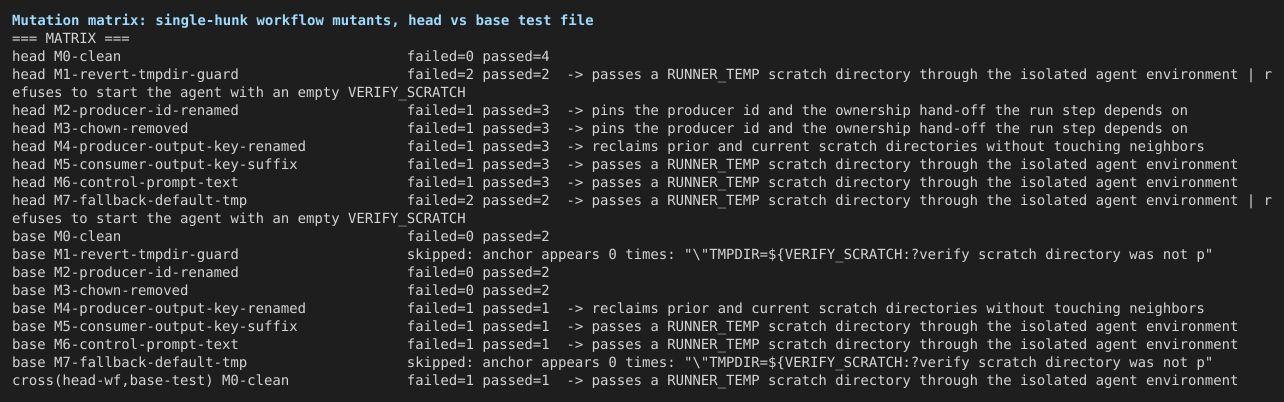 Mutation matrix: single-hunk workflow mutants, head vs base test file
=== MATRIX ===
head M0-clean failed=0 passed=4
head M1-revert-tmpdir-guard failed=2 passed=2 -> passes a RUNNER_TEMP scratch directory through the isolated agent environment | r
efuses to start the agent with an empty VERIFY_SCRATCH
head M2-producer-id-renamed failed=1 passed=3 -> pins the producer id and the ownership hand-off the run step depends on
head M3-chown-removed failed=1 passed=3 -> pins the producer id and the ownership hand-off the run step depends on
head M4-producer-output-key-renamed failed=1 passed=3 -> reclaims prior and current scratch directories without touching neighbors
head M5-consumer-output-key-suffix failed=1 passed=3 -> passes a RUNNER_TEMP scratch directory through the isolated agent environment
head M6-control-prompt-text failed=1 passed=3 -> passes a RUNNER_TEMP scratch directory through the isolated agent environment
head M7-fallback-default-tmp failed=2 passed=2 -> passes a RUNNER_TEMP scratch directory through the isolated agent environment | r
efuses to start the agent with an empty VERIFY_SCRATCH
base M0-clean failed=0 passed=2
base M1-revert-tmpdir-guard skipped: anchor appears 0 times: "\"TMPDIR=${VERIFY_SCRATCH:?verify scratch directory was not p"
base M2-producer-id-renamed failed=0 passed=2
base M3-chown-removed failed=0 passed=2
base M4-producer-output-key-renamed failed=1 passed=1 -> reclaims prior and current scratch directories without touching neighbors
base M5-consumer-output-key-suffix failed=1 passed=1 -> passes a RUNNER_TEMP scratch directory through the isolated agent environment
base M6-control-prompt-text failed=1 passed=1 -> passes a RUNNER_TEMP scratch directory through the isolated agent environment
base M7-fallback-default-tmp skipped: anchor appears 0 times: "\"TMPDIR=${VERIFY_SCRATCH:?verify scratch directory was not p"
cross(head-wf,base-test) M0-clean failed=1 passed=1 -> passes a RUNNER_TEMP scratch directory through the isolated agent environment